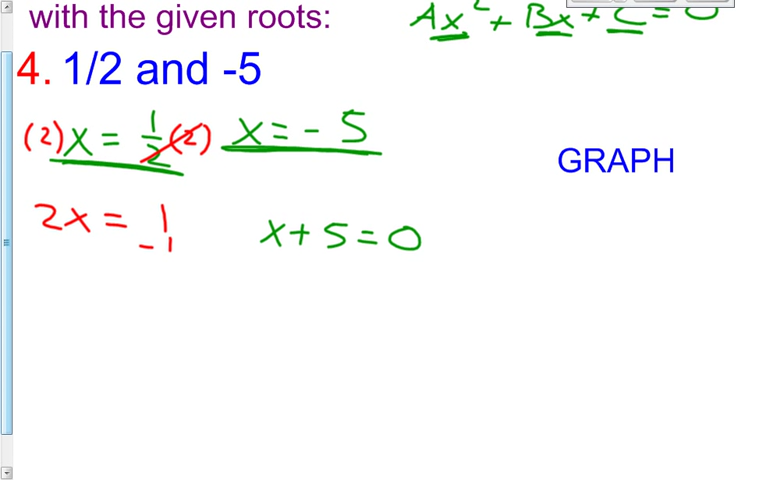 with the given roots:
Ax² + Bx + C = 0
4. 1/2 and -5
(2)x = 1/2(2) x = - 5
GRAPH
2x = 1
-1
x + 5 = 0